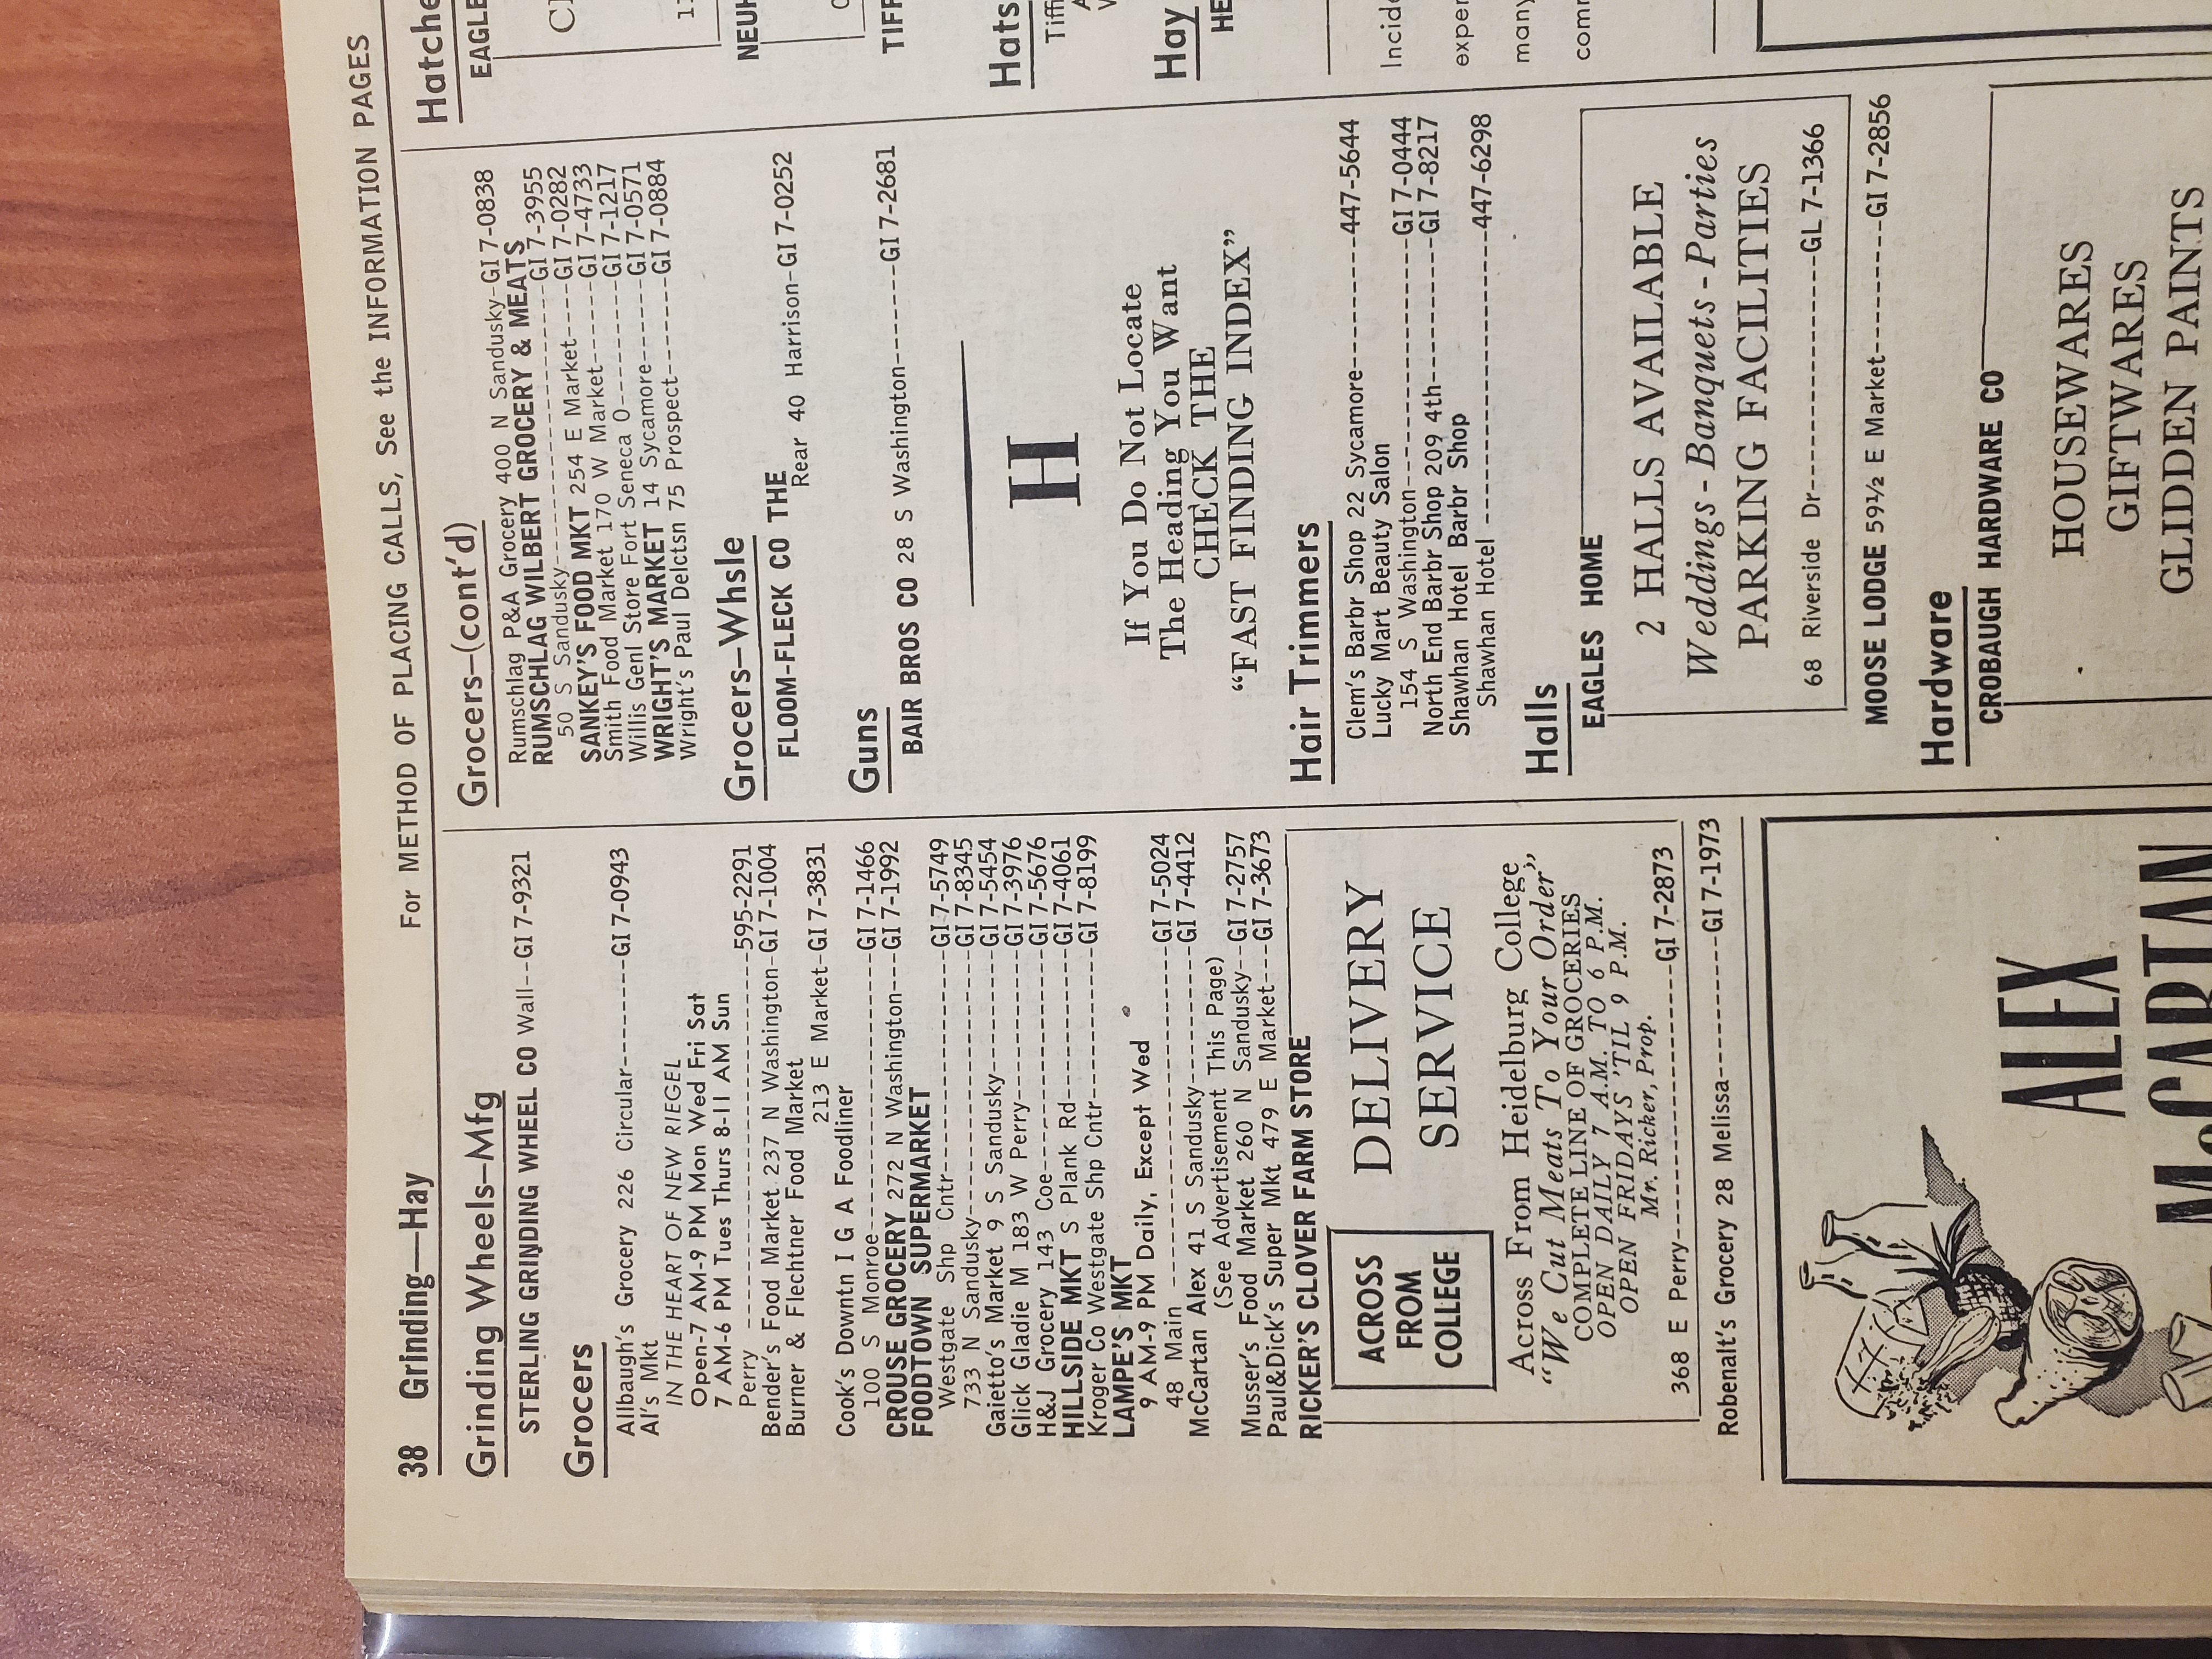 38 Grinding—Hay
For METHOD OF PLACING CALLS, See the INFORMATION PAGES
Grinding Wheels—Mfg
STERLING GRINDING WHEEL CO Wall--GI 7-9321
Grocers
Allbaugh's Grocery 226 Circular--------GI 7-0943
Al's Mkt
IN THE HEART OF NEW RIEGEL
Open-7 AM-9 PM Mon Wed Fri Sat
7 AM-6 PM Tues Thurs 8-11 AM Sun
Perry ----------------------------595-2291
Bender's Food Market 237 N Washington-GI 7-1004
Burner & Flechtner Food Market
213 E Market-GI 7-3831
Cook's Downtn I G A Foodliner
100 S Monroe---------------------GI 7-1466
CROUSE GROCERY 272 N Washington---GI 7-1992
FOODTOWN SUPERMARKET
Westgate Shp Cntr-----------------GI 7-5749
733 N Sandusky--------------------GI 7-8345
Gaietto's Market 9 S Sandusky---------GI 7-5454
Glick Gladie M 183 W Perry-----------GI 7-3976
H&J Grocery 143 Coe----------------GI 7-5676
HILLSIDE MKT S Plank Rd-----------GI 7-4061
Kroger Co Westgate Shp Cntr----------GI 7-8199
LAMPE'S MKT
9 AM-9 PM Daily, Except Wed
48 Main -------------------------GI 7-5024
McCartan Alex 41 S Sandusky---------GI 7-4412
(See Advertisement This Page)
Musser's Food Market 260 N Sandusky--GI 7-2757
Paul&Dick's Super Mkt 479 E Market---GI 7-3673
RICKER'S CLOVER FARM STORE
ACROSS
FROM
COLLEGE
DELIVERY
SERVICE
Across From Heidelburg College
"We Cut Meats To Your Order"
COMPLETE LINE OF GROCERIES
OPEN DAILY 7 A.M. TO 6 P.M.
OPEN FRIDAYS 'TIL 9 P.M.
Mr. Ricker, Prop.
368 E Perry----------------------GI 7-2873
Robenalt's Grocery 28 Melissa----------GI 7-1973
ALEX
McCARTAN
Grocers—(cont'd)
Rumschlag P&A Grocery 400 N Sandusky-GI 7-0838
RUMSCHLAG WILBERT GROCERY & MEATS
50 S Sandusky---------------------GI 7-3955
SANKEY'S FOOD MKT 254 E Market----GI 7-0282
Smith Food Market 170 W Market------GI 7-4733
Willis Genl Store Fort Seneca O--------GI 7-1217
WRIGHT'S MARKET 14 Sycamore------GI 7-0571
Wright's Paul Delctsn 75 Prospect-------GI 7-0884
Grocers—Whsle
FLOOM-FLECK CO THE
Rear 40 Harrison-GI 7-0252
Guns
BAIR BROS CO 28 S Washington-------GI 7-2681
H
If You Do Not Locate
The Heading You Want
CHECK THE
"FAST FINDING INDEX"
Hair Trimmers
Clem's Barbr Shop 22 Sycamore---------447-5644
Lucky Mart Beauty Salon
154 S Washington-----------------GI 7-0444
North End Barbr Shop 209 4th---------GI 7-8217
Shawhan Hotel Barbr Shop
Shawhan Hotel ---------------------447-6298
Halls
EAGLES HOME
2 HALLS AVAILABLE
Weddings - Banquets - Parties
PARKING FACILITIES
68 Riverside Dr-----------------GL 7-1366
MOOSE LODGE 59½ E Market---------GI 7-2856
Hardware
CROBAUGH HARDWARE CO
HOUSEWARES
GIFTWARES
GLIDDEN PAINTS
Hatche
EAGLE
NEUH
TIFF
Hats
Tiff
Hay
HE
Incid
exper
many
comr